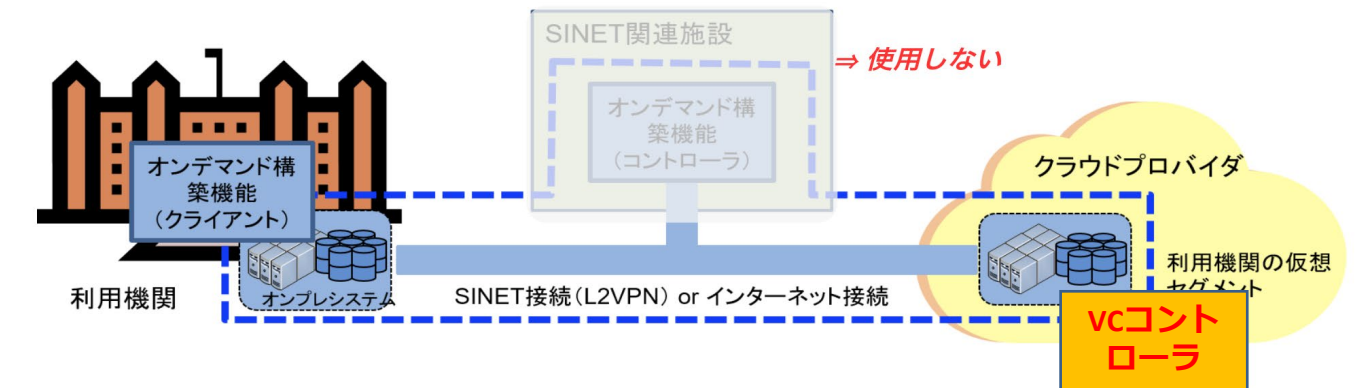 SINET関連施設
⇒ 使用しない
オンデマンド構
築機能
(コントローラ)
オンデマンド構
築機能
(クライアント)
クラウドプロバイダ
利用機関
オンプレシステム
SINET接続(L2VPN) or インターネット接続
利用機関の仮想
セグメント
VCコント
ローラ